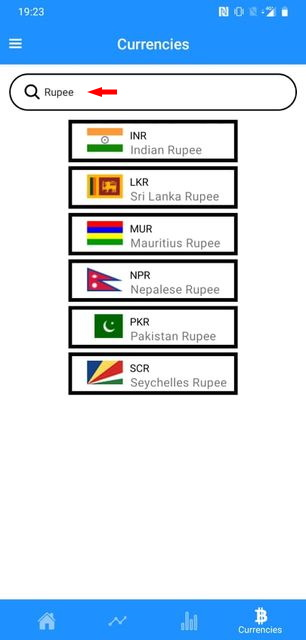 19:23
Currencies
Rupee
INR
Indian Rupee
LKR
Sri Lanka Rupee
MUR
Mauritius Rupee
NPR
Nepalese Rupee
PKR
Pakistan Rupee
SCR
Seychelles Rupee
Currencies